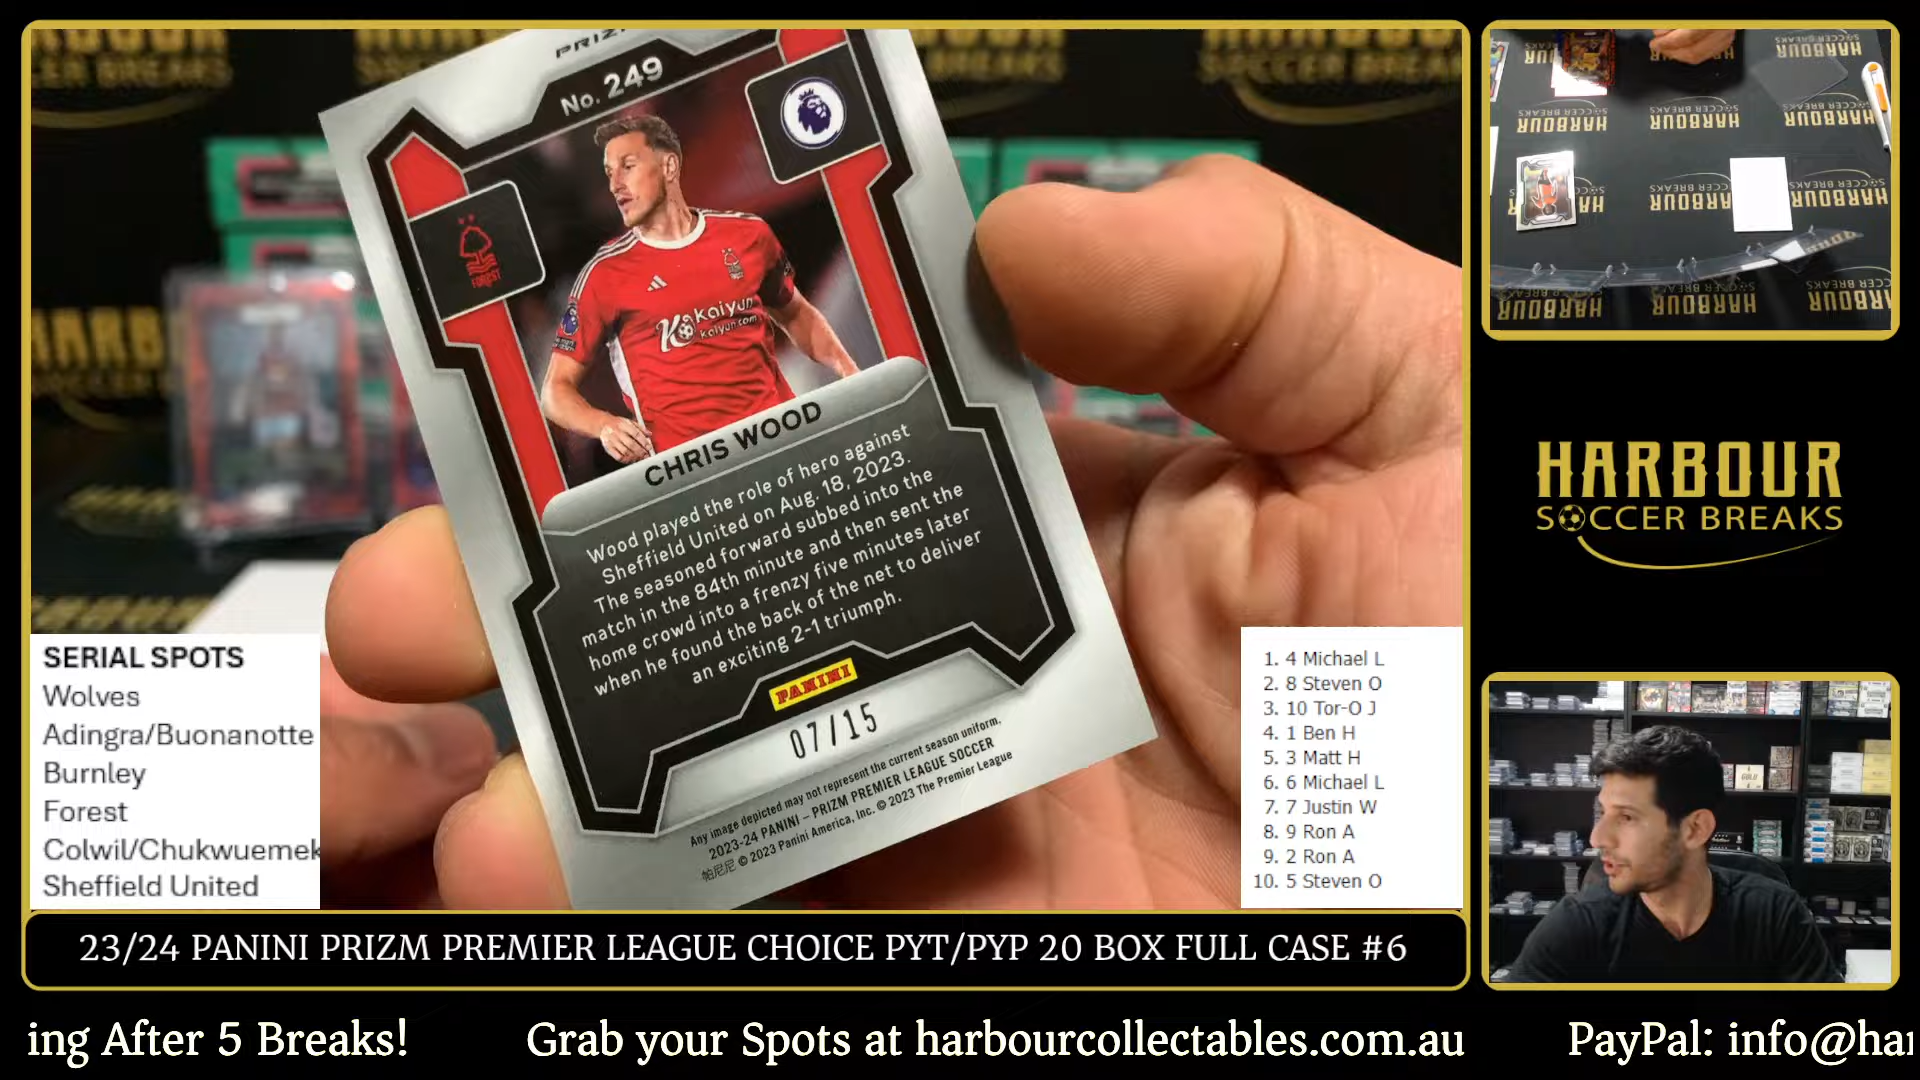 PRIZM
No. 249
FOREST
Kaiyun
kaiyun.com
CHRIS WOOD
Wood played the role of hero against
Sheffield United on Aug. 18, 2023.
The seasoned forward subbed into the
match in the 84th minute and then sent the
home crowd into a frenzy five minutes later
when he found the back of the net to deliver
an exciting 2-1 triumph.
PANINI
07/15
Any image depicted may not represent the current season uniform.
2023-24 PANINI – PRIZM PREMIER LEAGUE SOCCER
帕尼尼 © 2023 Panini America, Inc. © 2023 The Premier League
SERIAL SPOTS
Wolves
Adingra/Buonanotte
Burnley
Forest
Colwil/Chukwuemek
Sheffield United
1. 4 Michael L
2. 8 Steven O
3. 10 Tor-O J
4. 1 Ben H
5. 3 Matt H
6. 6 Michael L
7. 7 Justin W
8. 9 Ron A
9. 2 Ron A
10. 5 Steven O
HARBOUR
SOCCER BREAKS
23/24 PANINI PRIZM PREMIER LEAGUE CHOICE PYT/PYP 20 BOX FULL CASE #6
ing After 5 Breaks! Grab your Spots at harbourcollectables.com.au PayPal: info@har